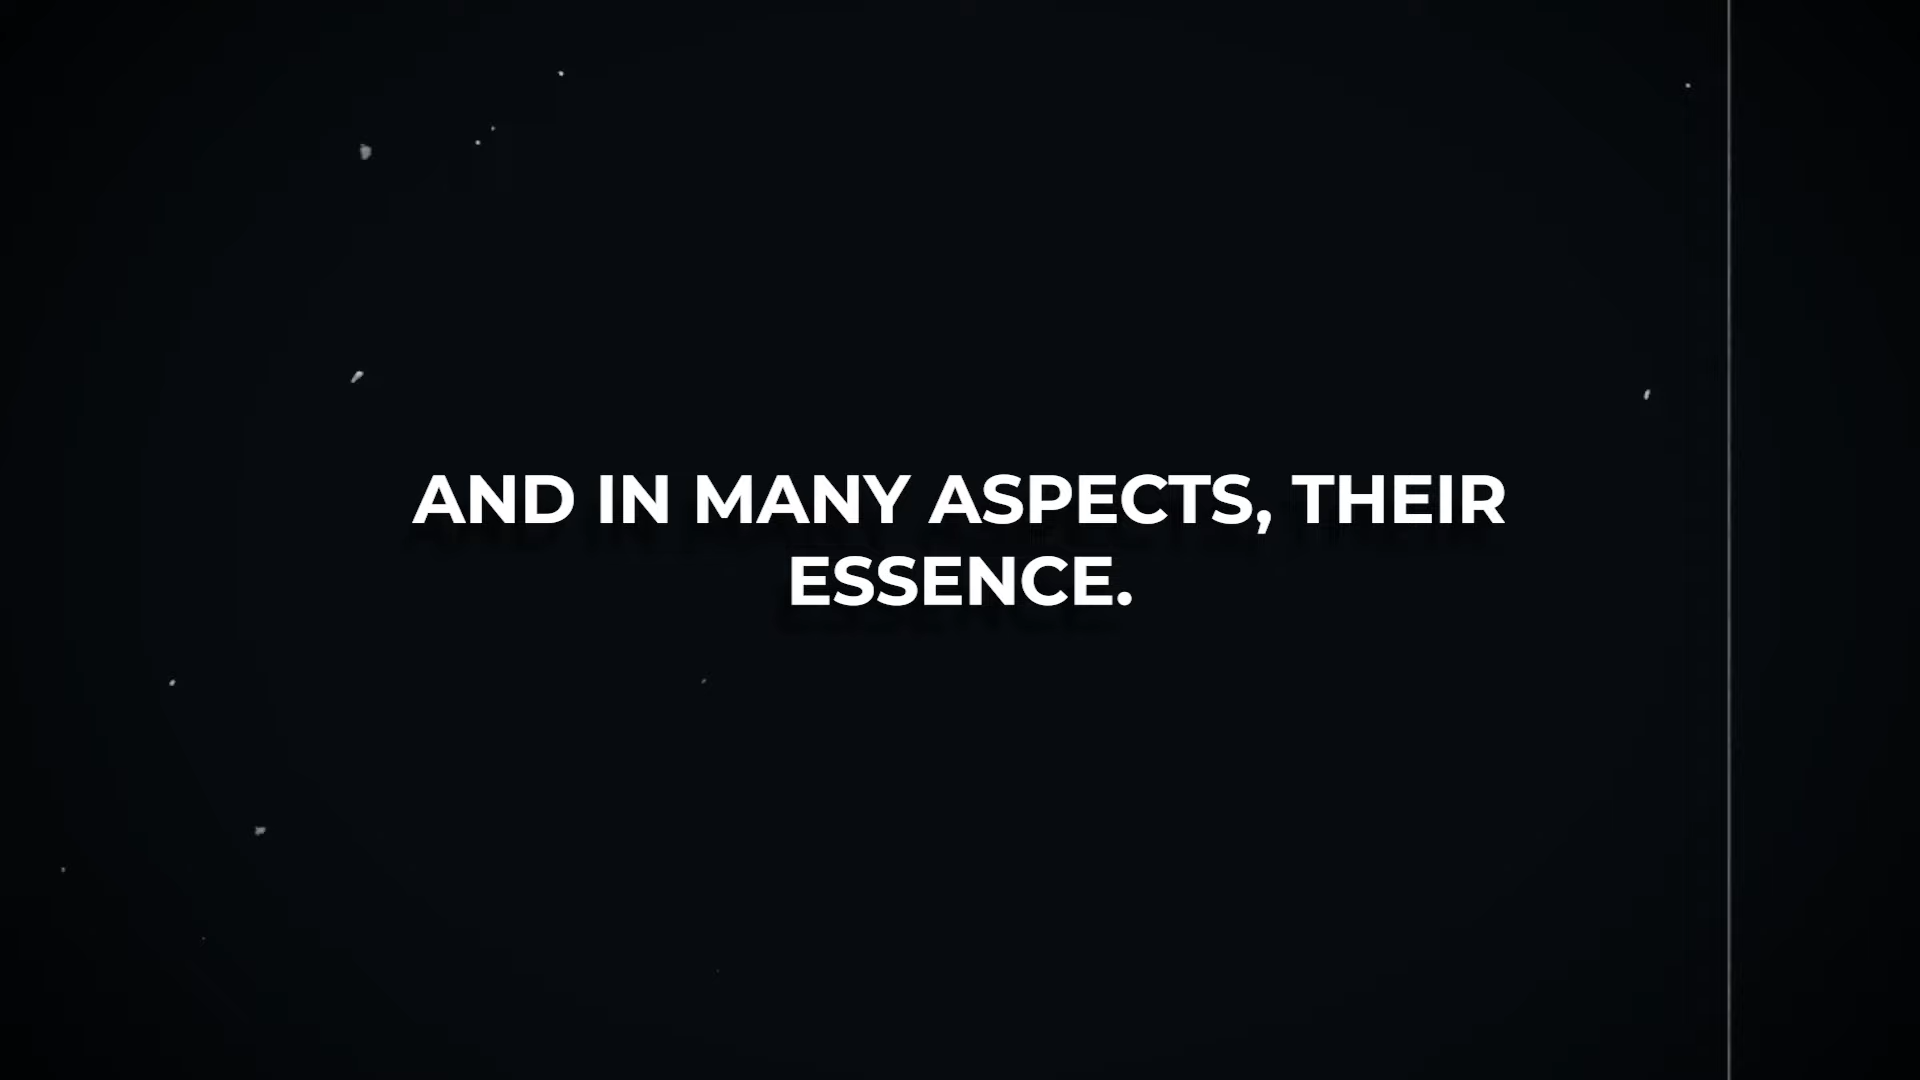 AND IN MANY ASPECTS, THEIR
ESSENCE.